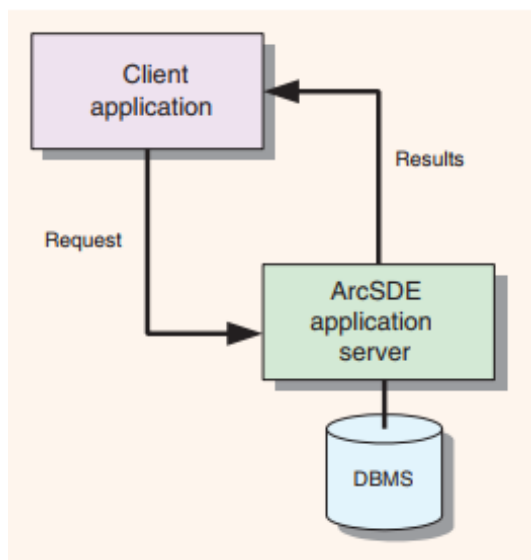 Client
application
Results
Request
ArcSDE
application
server
DBMS